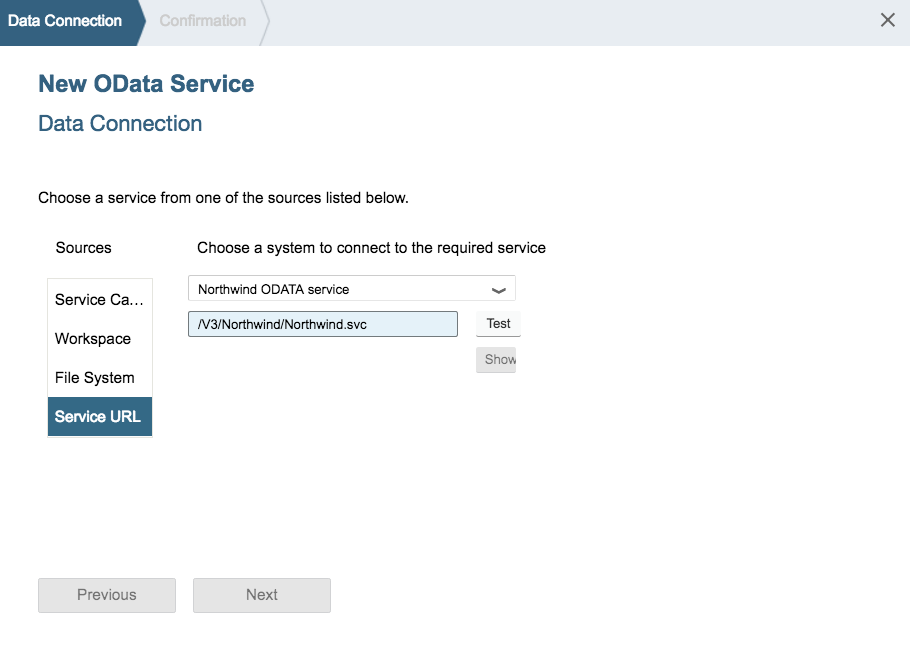 Data Connection Confirmation
New OData Service
Data Connection
Choose a service from one of the sources listed below.
Sources Choose a system to connect to the required service
Service Ca...
Workspace
File System
Service URL
Northwind ODATA service
/V3/Northwind/Northwind.svc Test
Show
Previous Next